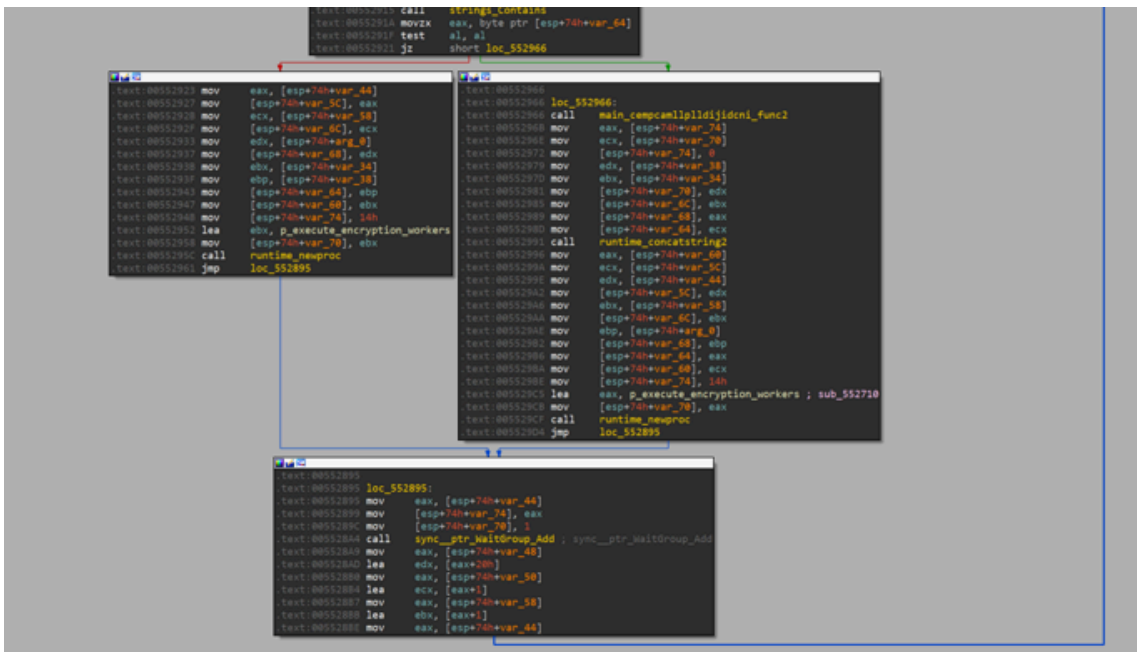 .text:00552915 call strings_Contains
.text:0055291A movzx eax, byte ptr [esp+74h+var_64]
.text:0055291F test al, al
.text:00552921 jz short loc_552966
.text:00552923 mov eax, [esp+74h+var_44]
.text:00552927 mov [esp+74h+var_5C], eax
.text:0055292B mov ecx, [esp+74h+var_58]
.text:0055292F mov [esp+74h+var_6C], ecx
.text:00552933 mov edx, [esp+74h+arg_0]
.text:00552937 mov [esp+74h+var_68], edx
.text:0055293B mov ebx, [esp+74h+var_34]
.text:0055293F mov ebp, [esp+74h+var_38]
.text:00552943 mov [esp+74h+var_64], ebp
.text:00552947 mov [esp+74h+var_60], ebx
.text:0055294B mov [esp+74h+var_74], 14h
.text:00552952 lea ebx, p_execute_encryption_workers
.text:00552958 mov [esp+74h+var_70], ebx
.text:0055295C call runtime_newproc
.text:00552961 jmp loc_552895
.text:00552966
.text:00552966 loc_552966:
.text:00552966 call main_cempcamllplldijidcni_func2
.text:0055296B mov eax, [esp+74h+var_74]
.text:0055296E mov ecx, [esp+74h+var_70]
.text:00552972 mov [esp+74h+var_74], 0
.text:00552979 mov edx, [esp+74h+var_38]
.text:0055297D mov ebx, [esp+74h+var_34]
.text:00552981 mov [esp+74h+var_70], edx
.text:00552985 mov [esp+74h+var_6C], ebx
.text:00552989 mov [esp+74h+var_68], eax
.text:0055298D mov [esp+74h+var_64], ecx
.text:00552991 call runtime_concatstring2
.text:00552996 mov eax, [esp+74h+var_60]
.text:0055299A mov ecx, [esp+74h+var_5C]
.text:0055299E mov edx, [esp+74h+var_44]
.text:005529A2 mov [esp+74h+var_5C], edx
.text:005529A6 mov ebx, [esp+74h+var_58]
.text:005529AA mov [esp+74h+var_6C], ebx
.text:005529AE mov ebp, [esp+74h+arg_0]
.text:005529B2 mov [esp+74h+var_68], ebp
.text:005529B6 mov [esp+74h+var_64], eax
.text:005529BA mov [esp+74h+var_60], ecx
.text:005529BE mov [esp+74h+var_74], 14h
.text:005529C5 lea eax, p_execute_encryption_workers ; sub_552710
.text:005529CB mov [esp+74h+var_70], eax
.text:005529CF call runtime_newproc
.text:005529D4 jmp loc_552895
.text:00552895
.text:00552895 loc_552895:
.text:00552895 mov eax, [esp+74h+var_44]
.text:00552899 mov [esp+74h+var_74], eax
.text:0055289C mov [esp+74h+var_70], 1
.text:005528A4 call sync__ptr_WaitGroup_Add ; sync__ptr_WaitGroup_Add
.text:005528A9 mov eax, [esp+74h+var_48]
.text:005528AD lea edx, [eax+20h]
.text:005528B0 mov eax, [esp+74h+var_50]
.text:005528B4 lea ecx, [eax+1]
.text:005528B7 mov eax, [esp+74h+var_58]
.text:005528BB lea ebx, [eax+1]
.text:005528BE mov eax, [esp+74h+var_44]